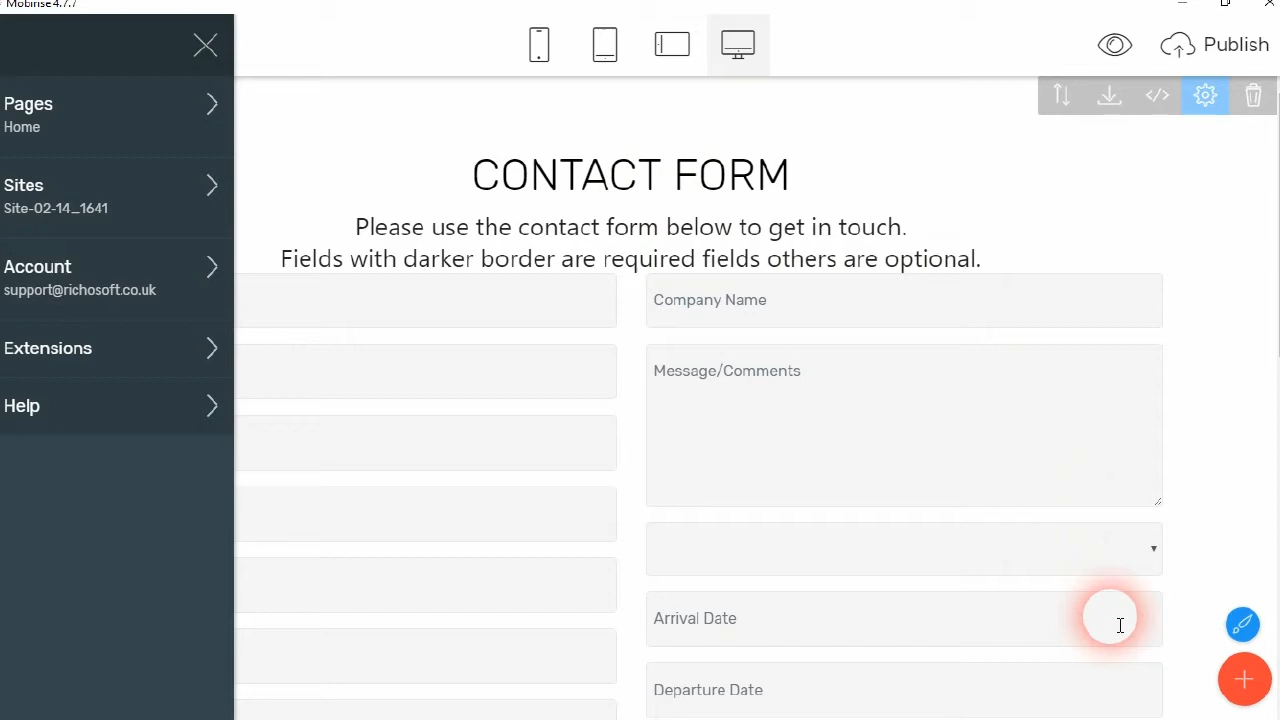 Mobirise 4.7.7
Publish
Pages
Home
Sites
Site-02-14_1641
Account
support@richosoft.co.uk
Extensions
Help
CONTACT FORM
Please use the contact form below to get in touch.
Fields with darker border are required fields others are optional.
Company Name
Message/Comments
Arrival Date
Departure Date